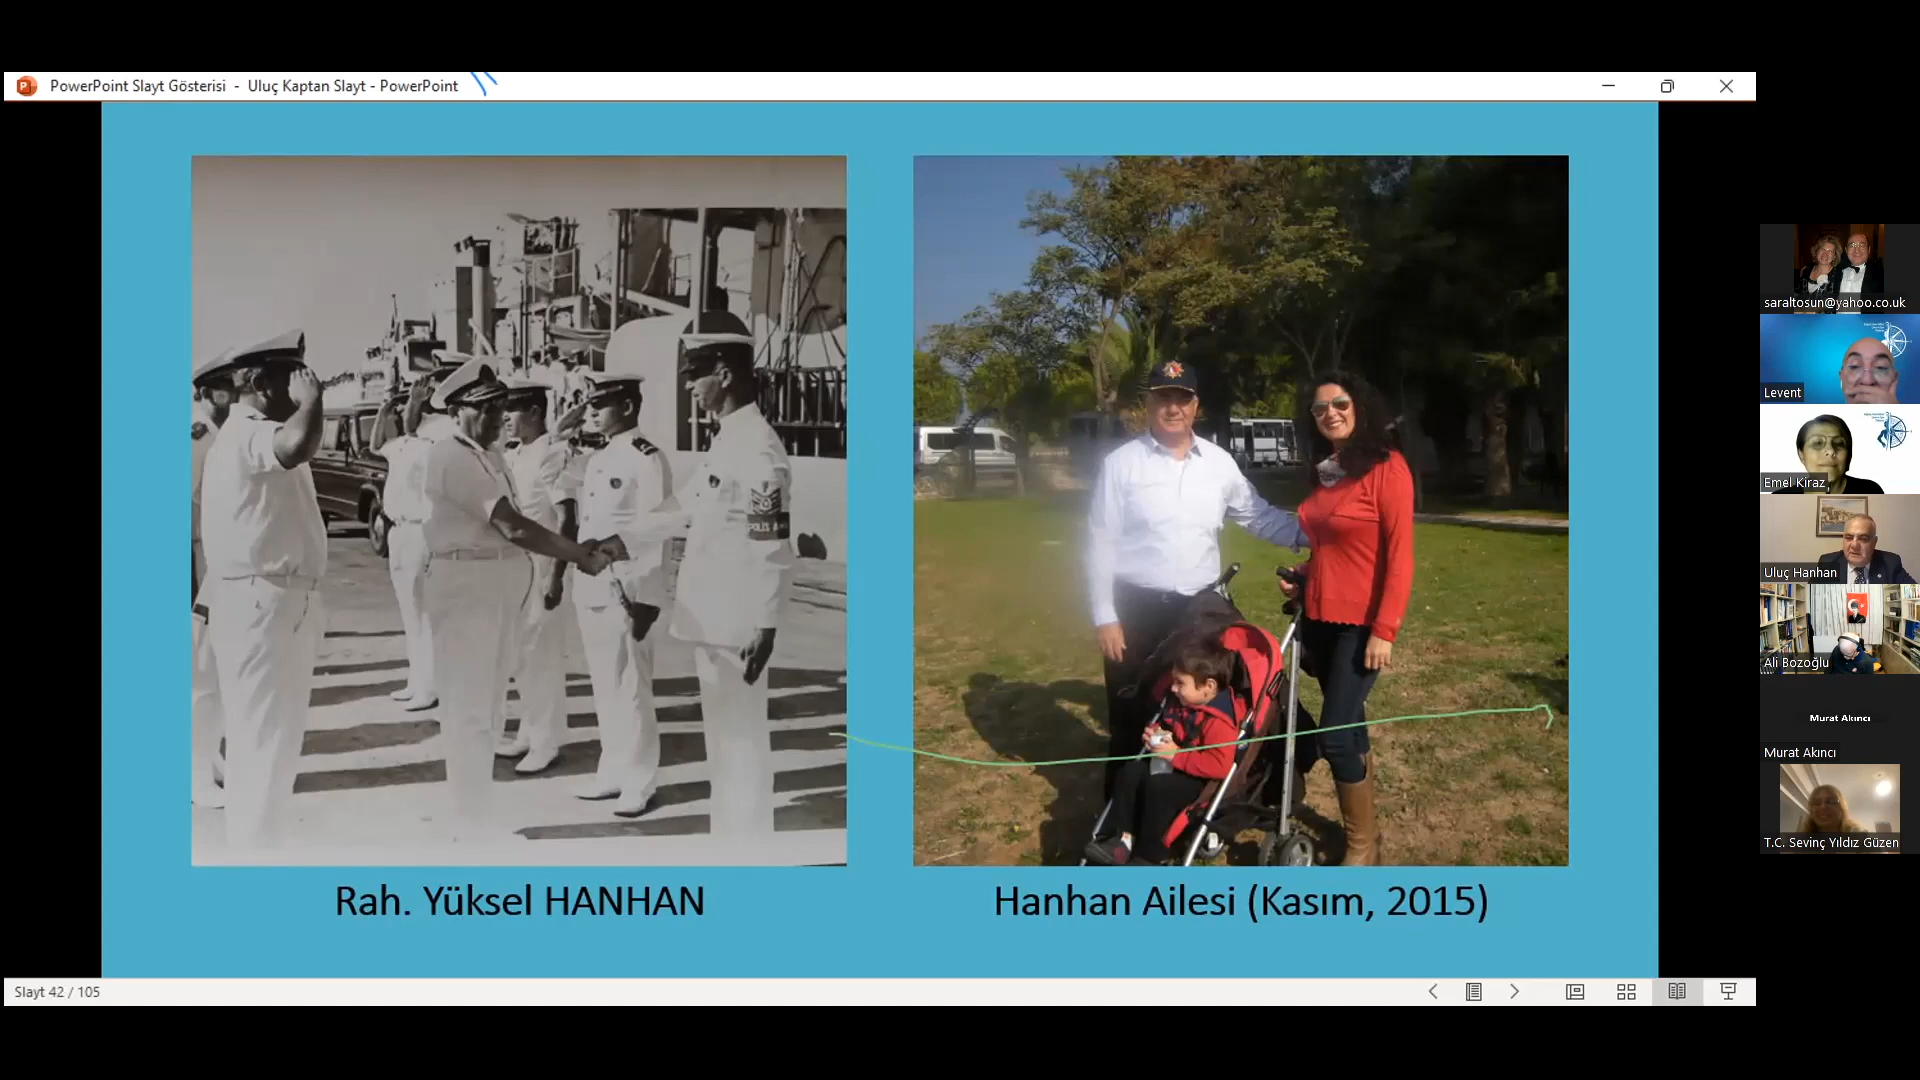 PowerPoint Slayt Gösterisi - Uluç Kaptan Slayt - PowerPoint
POLİS
Rah. Yüksel HANHAN
Hanhan Ailesi (Kasım, 2015)
Slayt 42 / 105
saraltosun@yahoo.co.uk
Levent
Emel Kiraz
Uluç Hanhan
Ali Bozoğlu
Murat Akıncı
Murat Akıncı
T.C. Sevinç Yıldız Güzen